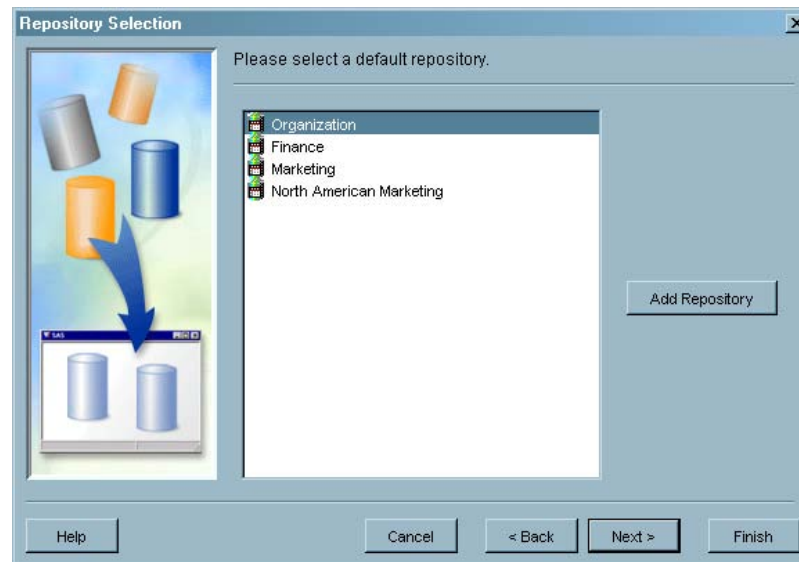 Repository Selection
Please select a default repository.
Organization
Finance
Marketing
North American Marketing
Add Repository
SAS
Help
Cancel
< Back
Next >
Finish